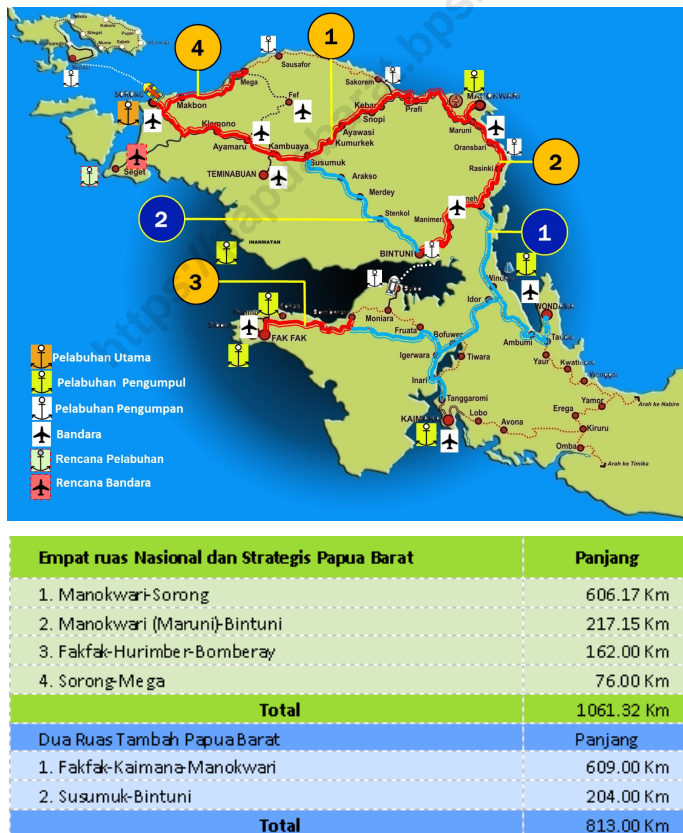 4
1
2
2
1
3
Sausafor
Mega
Sakorem
Fef
Makbon
Kebar
Prafi
Snopi
Maruni
Klamono
Ayawasi
Oransbari
Ayamaru
Kambuaya
Kumurkek
Susumuk
Rasinki
TEMINABUAN
Seget
Arakso
Merdey
Stenkol
INANWATAN
BINTUNI
Idor
Moniara
WONDAMA
FAK FAK
Fruata
Bofuwer
Ambumi
Igerwara
Tiwara
Yaur
Inari
Tanggaromi
Lobo
Avona
Yamor
Erega
Kiruru
Omba
Arah ke Nabire
Arah ke Timika
Pelabuhan Utama
Pelabuhan Pengumpul
Pelabuhan Pengumpan
Bandara
Rencana Pelabuhan
Rencana Bandara
Empat ruas Nasional dan Strategis Papua Barat Panjang
1. Manokwari-Sorong 606.17 Km
2. Manokwari (Maruni)-Bintuni 217.15 Km
3. Fakfak-Hurimber-Bomberay 162.00 Km
4. Sorong-Mega 76.00 Km
Total 1061.32 Km
Dua Ruas Tambah Papua Barat Panjang
1. Fakfak-Kaimana-Manokwari 609.00 Km
2. Susumuk-Bintuni 204.00 Km
Total 813.00 Km